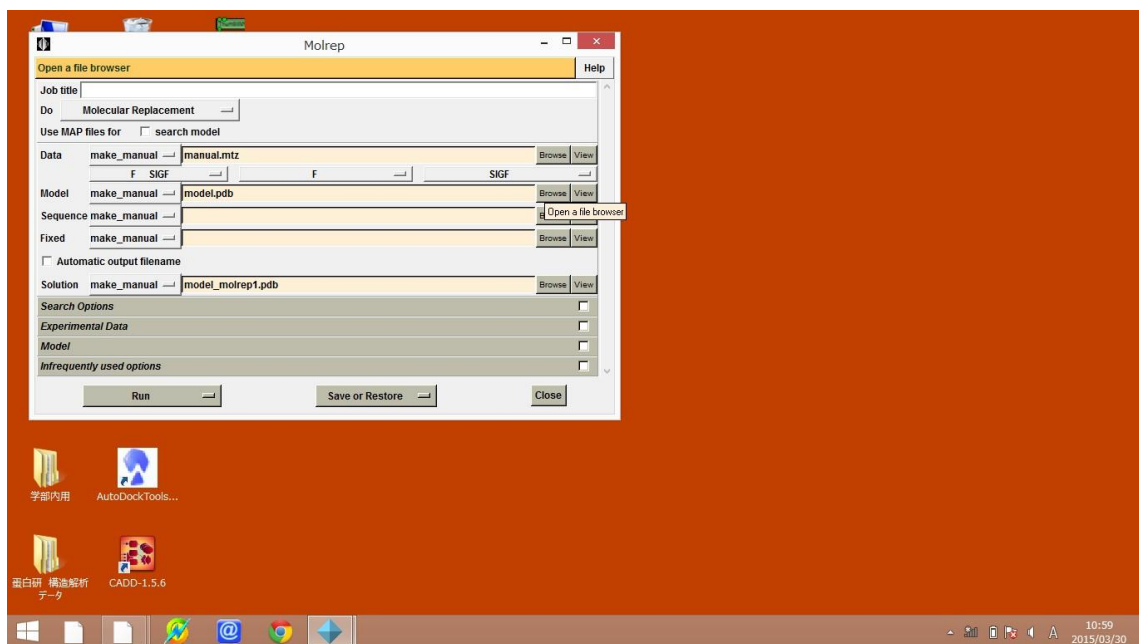 Molrep
Open a file browser Help
Job title
Do Molecular Replacement
Use MAP files for search model
Data make_manual manual.mtz Browse View
F SIGF F SIGF
Model make_manual model.pdb Browse View
Open a file browser
Sequence make_manual
Fixed make_manual Browse View
Automatic output filename
Solution make_manual model_molrep1.pdb Browse View
Search Options
Experimental Data
Model
Infrequently used options
Run Save or Restore Close
学部内用 AutoDockTools...
蛋白研 構造解析 CADD-1.5.6
データ
A 10:59
2015/03/30